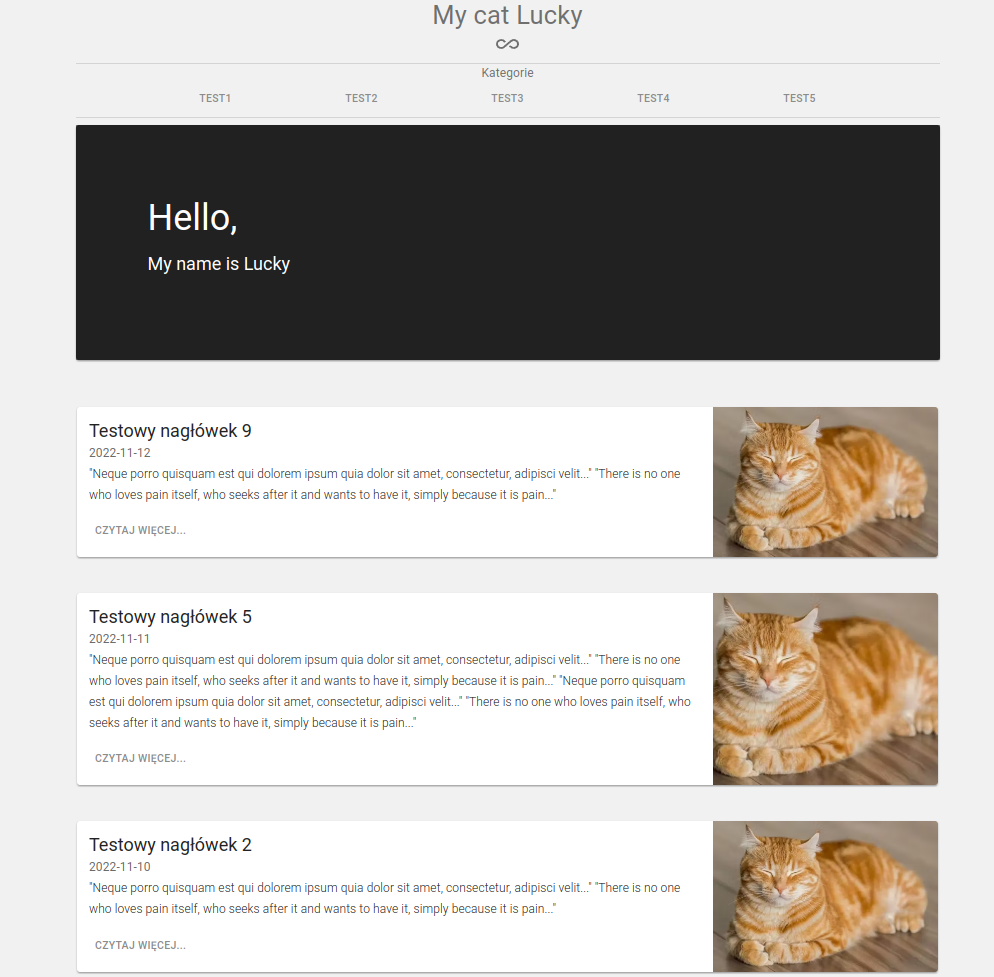 My cat Lucky
Kategorie
TEST1 TEST2 TEST3 TEST4 TEST5
Hello,
My name is Lucky
Testowy nagłówek 9
2022-11-12
"Neque porro quisquam est qui dolorem ipsum quia dolor sit amet, consectetur, adipisci velit..." "There is no one
who loves pain itself, who seeks after it and wants to have it, simply because it is pain..."
CZYTAJ WIĘCEJ...
Testowy nagłówek 5
2022-11-11
"Neque porro quisquam est qui dolorem ipsum quia dolor sit amet, consectetur, adipisci velit..." "There is no one
who loves pain itself, who seeks after it and wants to have it, simply because it is pain..." "Neque porro quisquam
est qui dolorem ipsum quia dolor sit amet, consectetur, adipisci velit..." "There is no one who loves pain itself, who
seeks after it and wants to have it, simply because it is pain..."
CZYTAJ WIĘCEJ...
Testowy nagłówek 2
2022-11-10
"Neque porro quisquam est qui dolorem ipsum quia dolor sit amet, consectetur, adipisci velit..." "There is no one
who loves pain itself, who seeks after it and wants to have it, simply because it is pain..."
CZYTAJ WIĘCEJ...